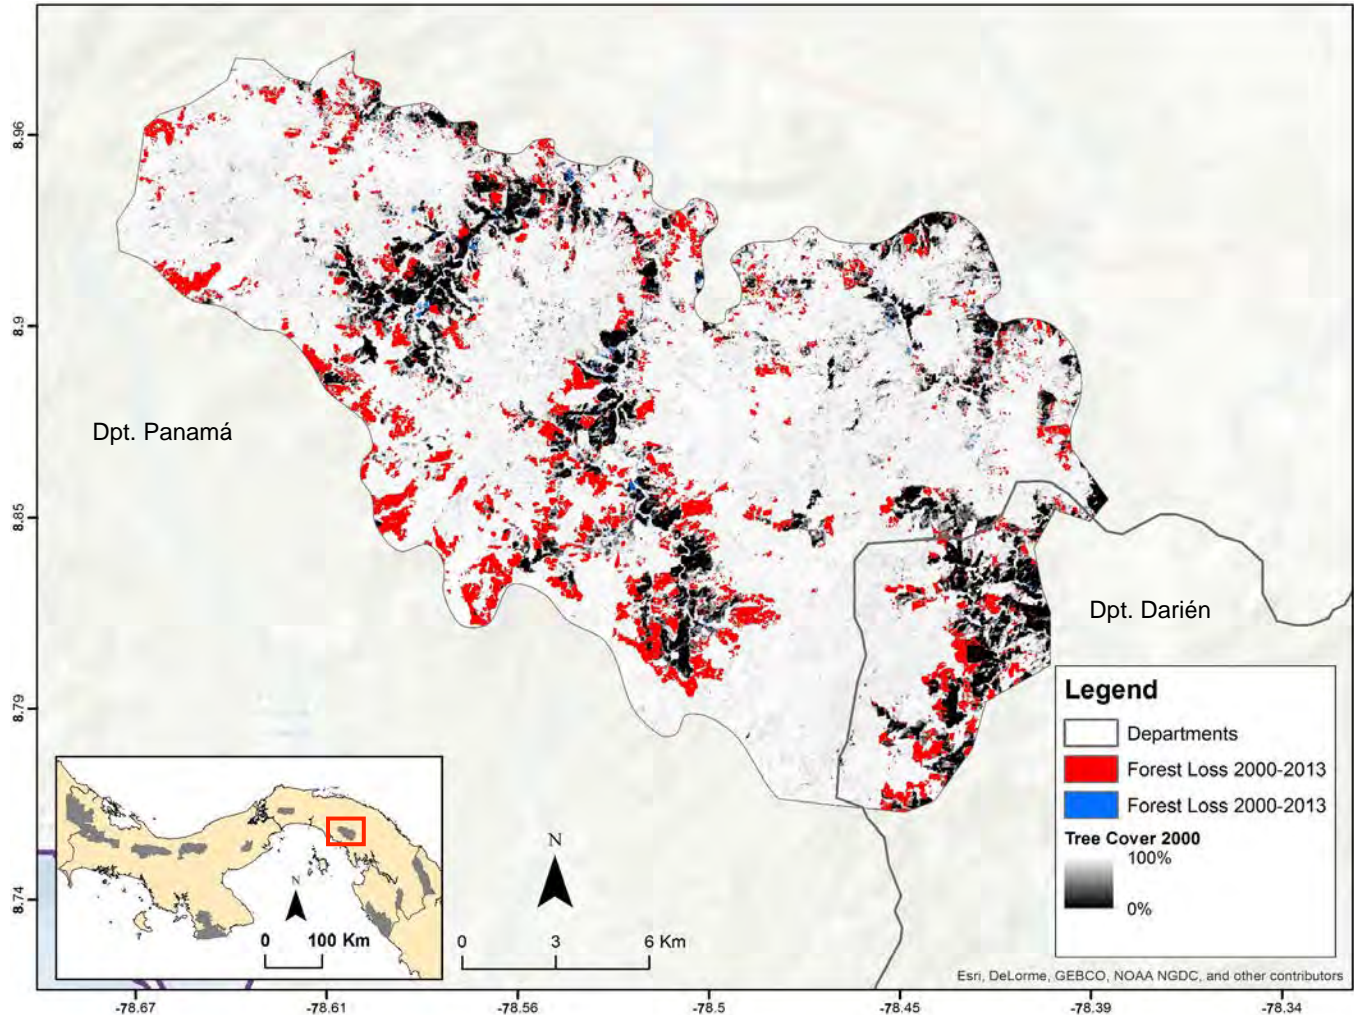 8.96
8.9
8.85
8.79
8.74
Dpt. Panamá
Dpt. Darién
Legend
Departments
Forest Loss 2000-2013
Forest Loss 2000-2013
Tree Cover 2000
100%
0%
N
0 100 Km
N
0 3 6 Km
Esri, DeLorme, GEBCO, NOAA NGDC, and other contributors
-78.67 -78.61 -78.56 -78.5 -78.45 -78.39 -78.34